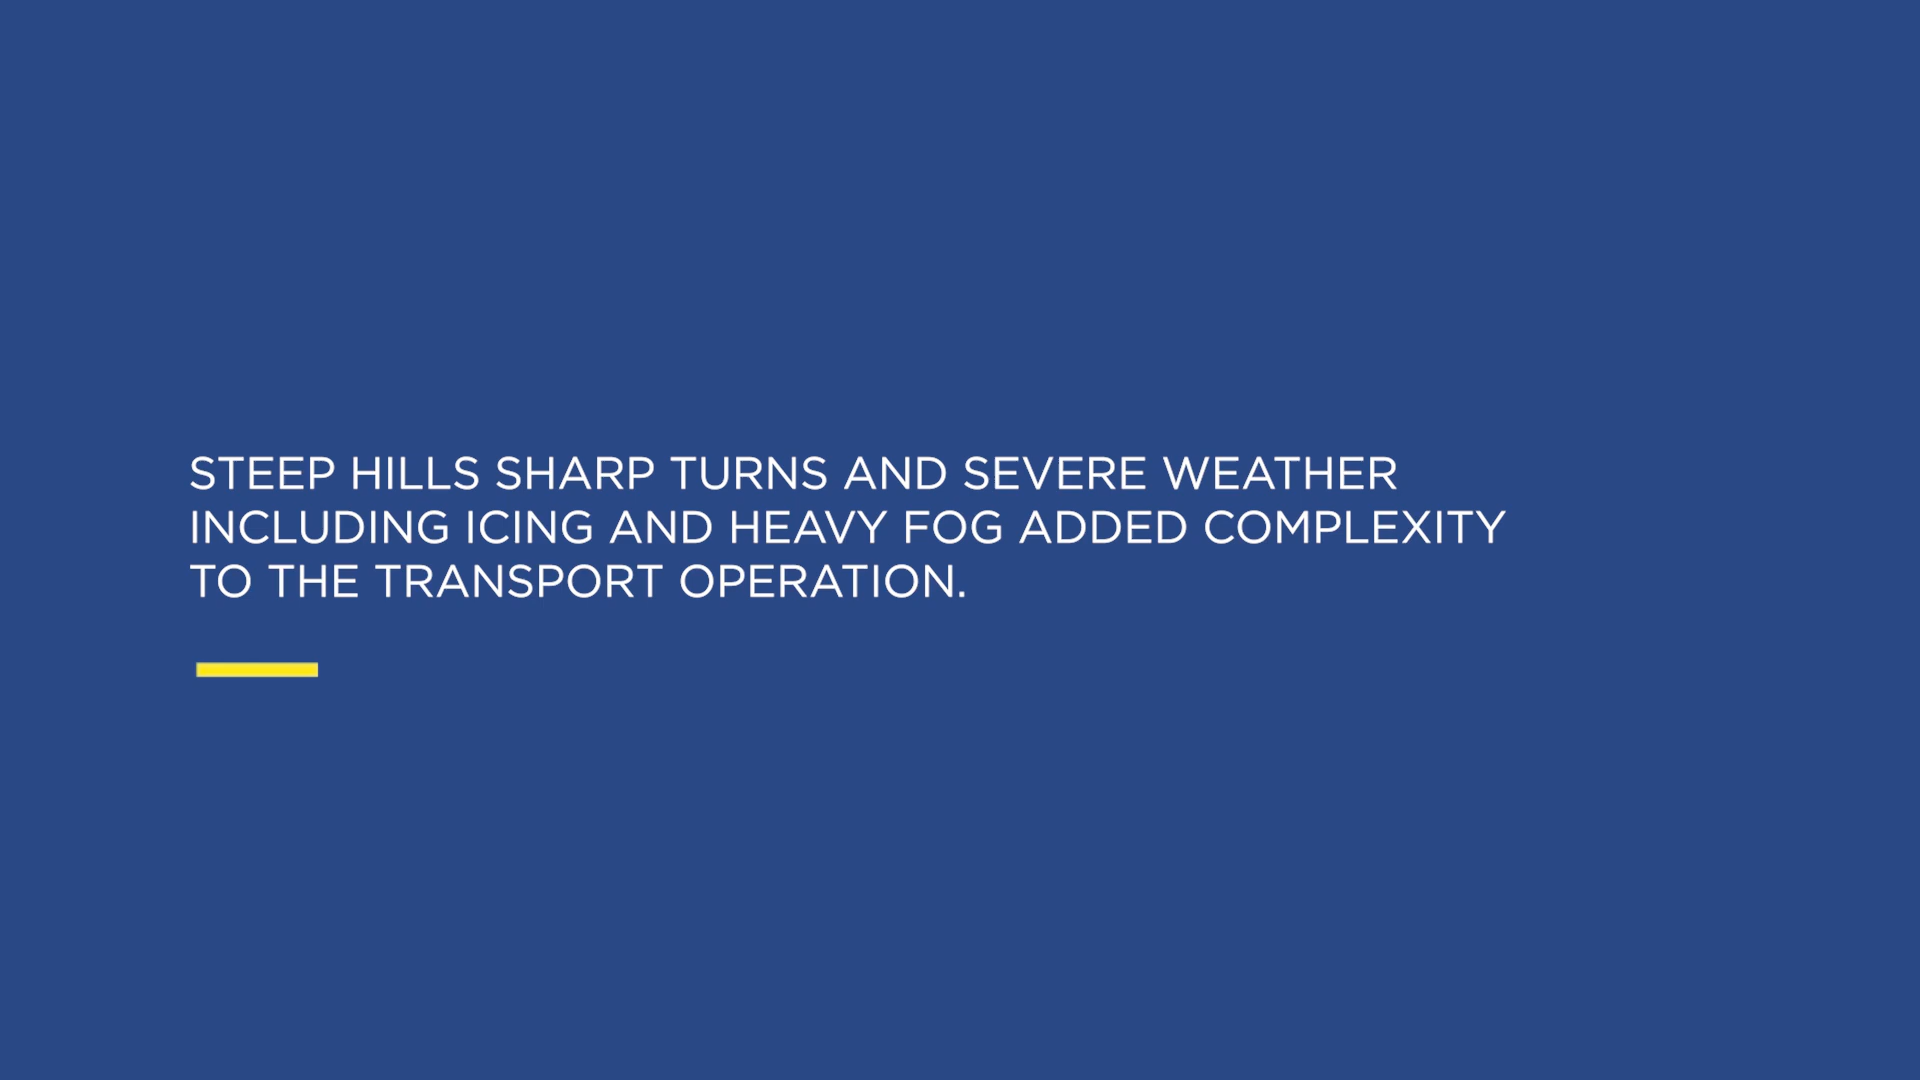 STEEP HILLS SHARP TURNS AND SEVERE WEATHER
INCLUDING ICING AND HEAVY FOG ADDED COMPLEXITY
TO THE TRANSPORT OPERATION.